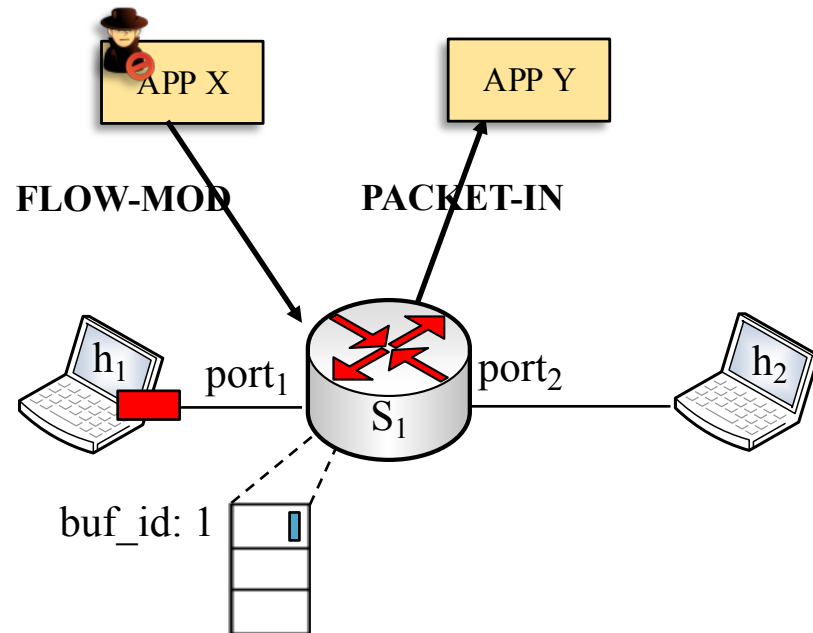 APP X
APP Y
FLOW-MOD
PACKET-IN
h₁
port₁
port₂
h₂
S₁
buf_id: 1